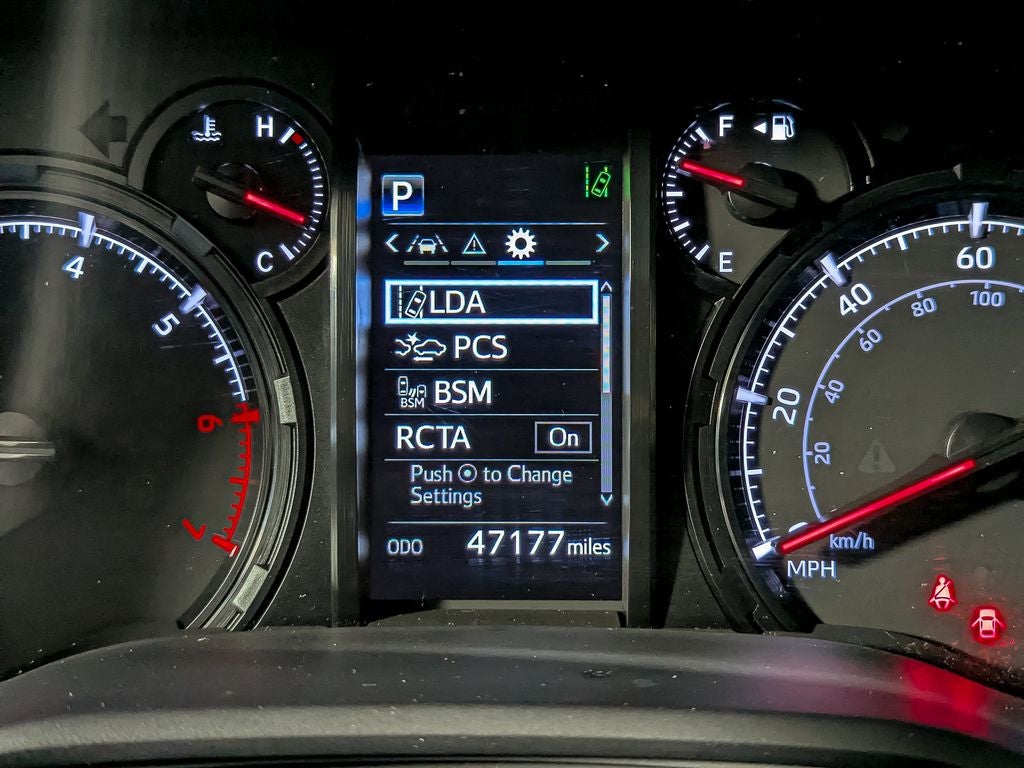 H
C
4
5
6
7
P
LDA
PCS
BSM BSM
RCTA On
Push to Change
Settings
ODO 47177 miles
F
E
60
40
20
0
100
80
60
40
20
km/h
MPH